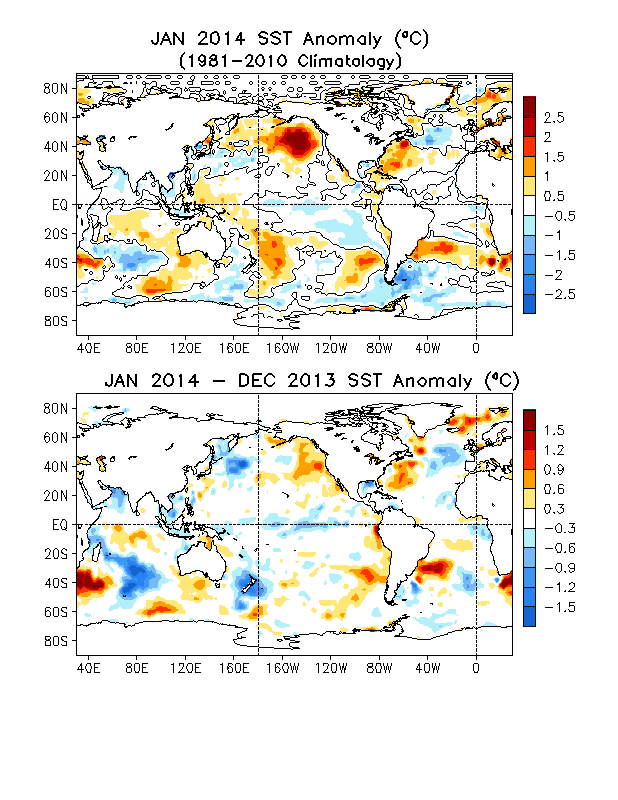 JAN 2014 SST Anomaly (°C)
(1981-2010 Climatology)
80N
60N
40N
20N
EQ
20S
40S
60S
80S
40E 80E 120E 160E 160W 80W 40W 0
2.5
2
1.5
1
0.5
-0.5
-1
-1.5
-2
-2.5
JAN 2014 - DEC 2013 SST Anomaly (°C)
80N
60N
40N
20N
EQ
20S
40S
60S
80S
40E 80E 120E 160E 160W 80W 40W 0
1.5
1.2
0.9
0.6
0.3
-0.3
-0.6
-0.9
-1.2
-1.5